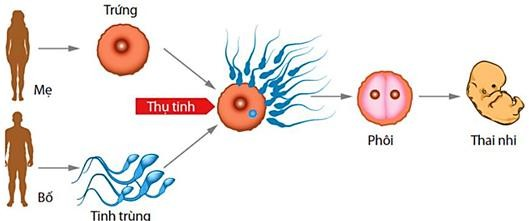 Trứng
Mẹ
Thụ tinh
Phôi
Thai nhi
Bố
Tinh trùng